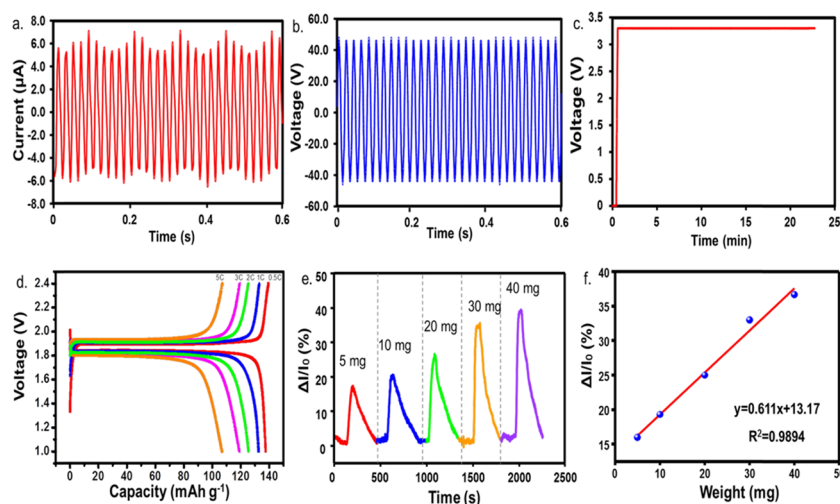 a.
Current (µA)
8.0
6.0
4.0
2.0
0.0
-2.0
-4.0
-6.0
-8.0
0
0.2
0.4
0.6
Time (s)
b.
Voltage (V)
60.0
40.0
20.0
0.0
-20.0
-40.0
-60.0
0
0.2
0.4
0.6
Time (s)
c.
Voltage (V)
3.5
3
2.5
2
1.5
1
0.5
0
0
5
10
15
20
25
Time (min)
d.
Voltage (V)
2.4
2.2
2.0
1.8
1.6
1.4
1.2
1.0
5C 3C 2C 1C 0.5C
0 20 40 60 80 100 120 140
Capacity (mAh g⁻¹)
e.
ΔI/I₀ (%)
50
40
30
20
10
0
5 mg
10 mg
20 mg
30 mg
40 mg
0 500 1000 1500 2000 2500
Time (s)
f.
ΔI/I₀ (%)
40
35
30
25
20
15
y=0.611x+13.17
R²=0.9894
0 10 20 30 40 50
Weight (mg)